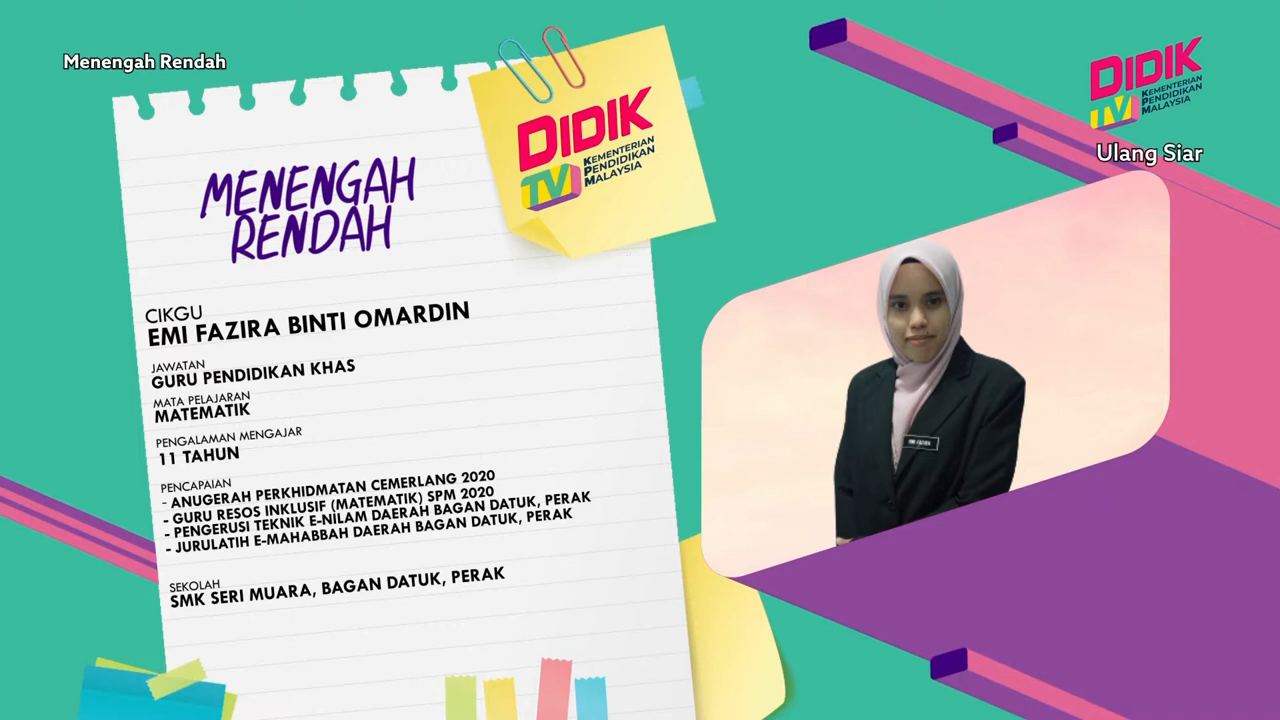 Menengah Rendah
DIDIK
TV
KEMENTERIAN
PENDIDIKAN
MALAYSIA
Ulang Siar
DIDIK
TV
KEMENTERIAN
PENDIDIKAN
MALAYSIA
MENENGAH
RENDAH
CIKGU
EMI FAZIRA BINTI OMARDIN
JAWATAN
GURU PENDIDIKAN KHAS
MATA PELAJARAN
MATEMATIK
PENGALAMAN MENGAJAR
11 TAHUN
PENCAPAIAN
- ANUGERAH PERKHIDMATAN CEMERLANG 2020
- GURU RESOS INKLUSIF (MATEMATIK) SPM 2020
- PENGERUSI TEKNIK E-NILAM DAERAH BAGAN DATUK, PERAK
- JURULATIH E-MAHABBAH DAERAH BAGAN DATUK, PERAK
SEKOLAH
SMK SERI MUARA, BAGAN DATUK, PERAK
EMI FAZIRA